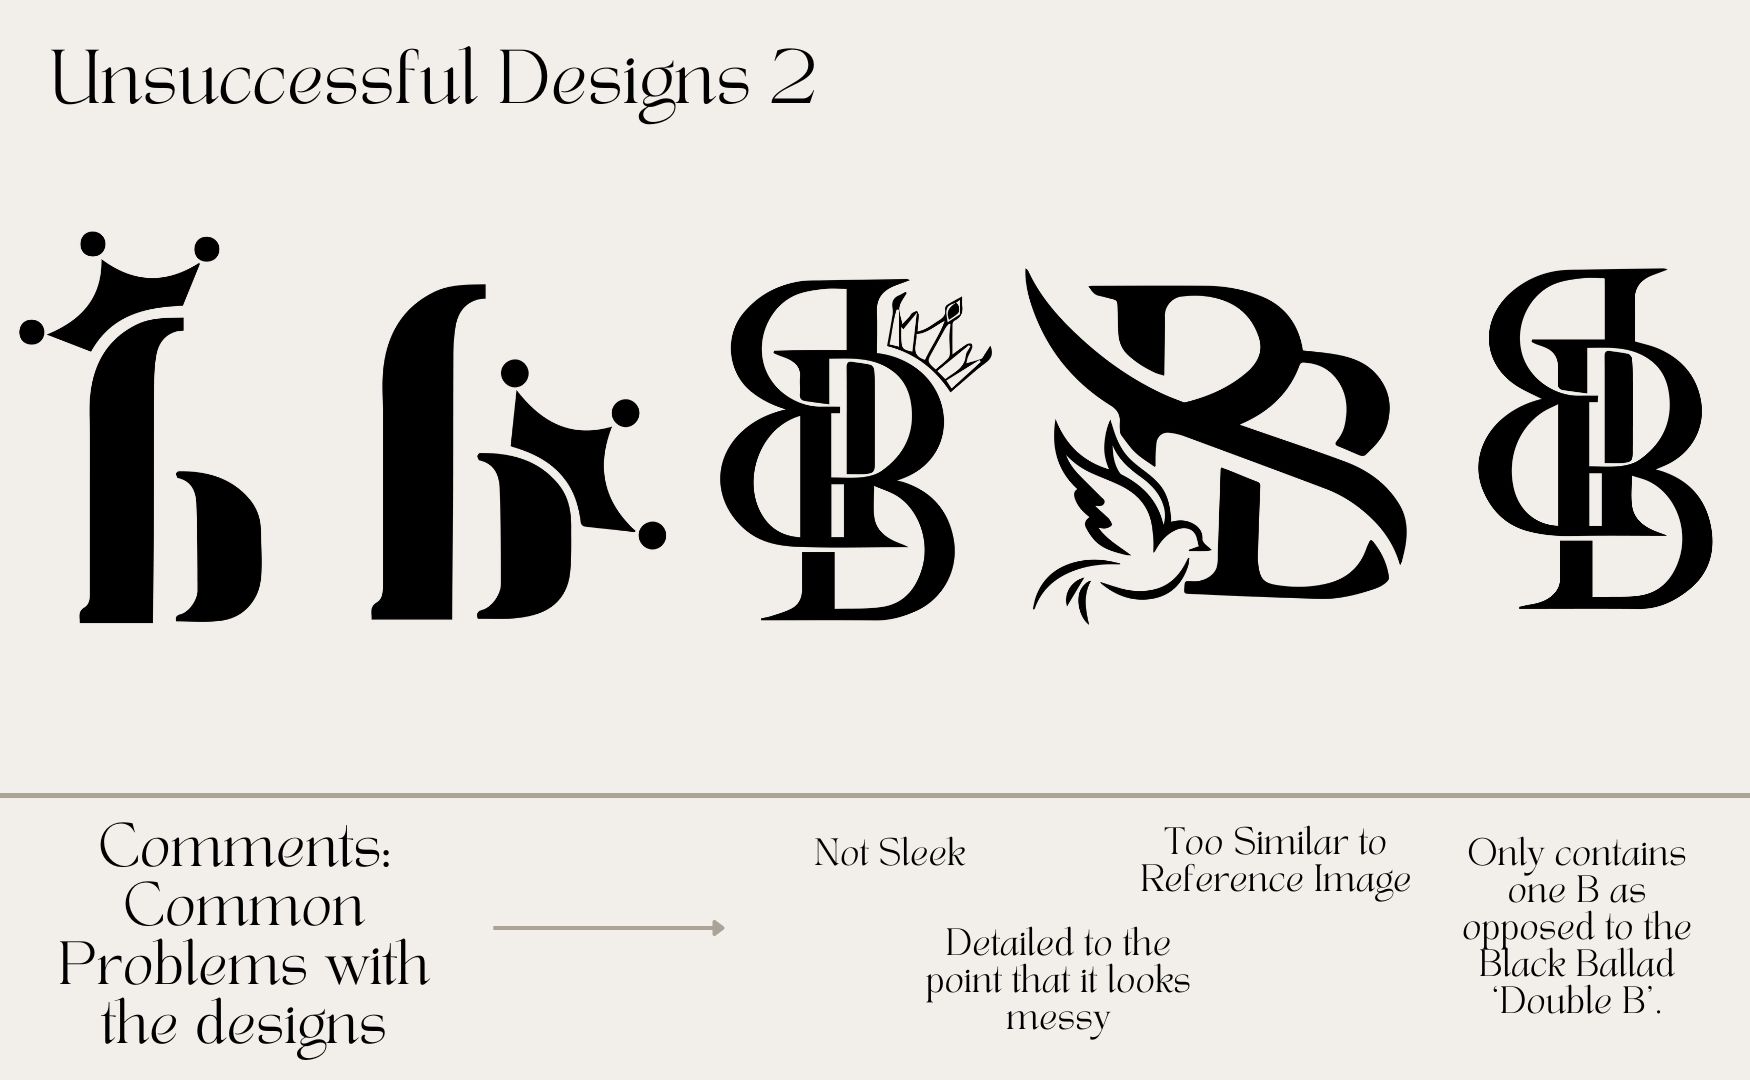 Unsuccessful Designs 2
Comments:
Common
Problems with
the designs
Not Sleek
Detailed to the
point that it looks
messy
Too Similar to
Reference Image
Only contains
one B as
opposed to the
Black Ballad
‘Double B’.